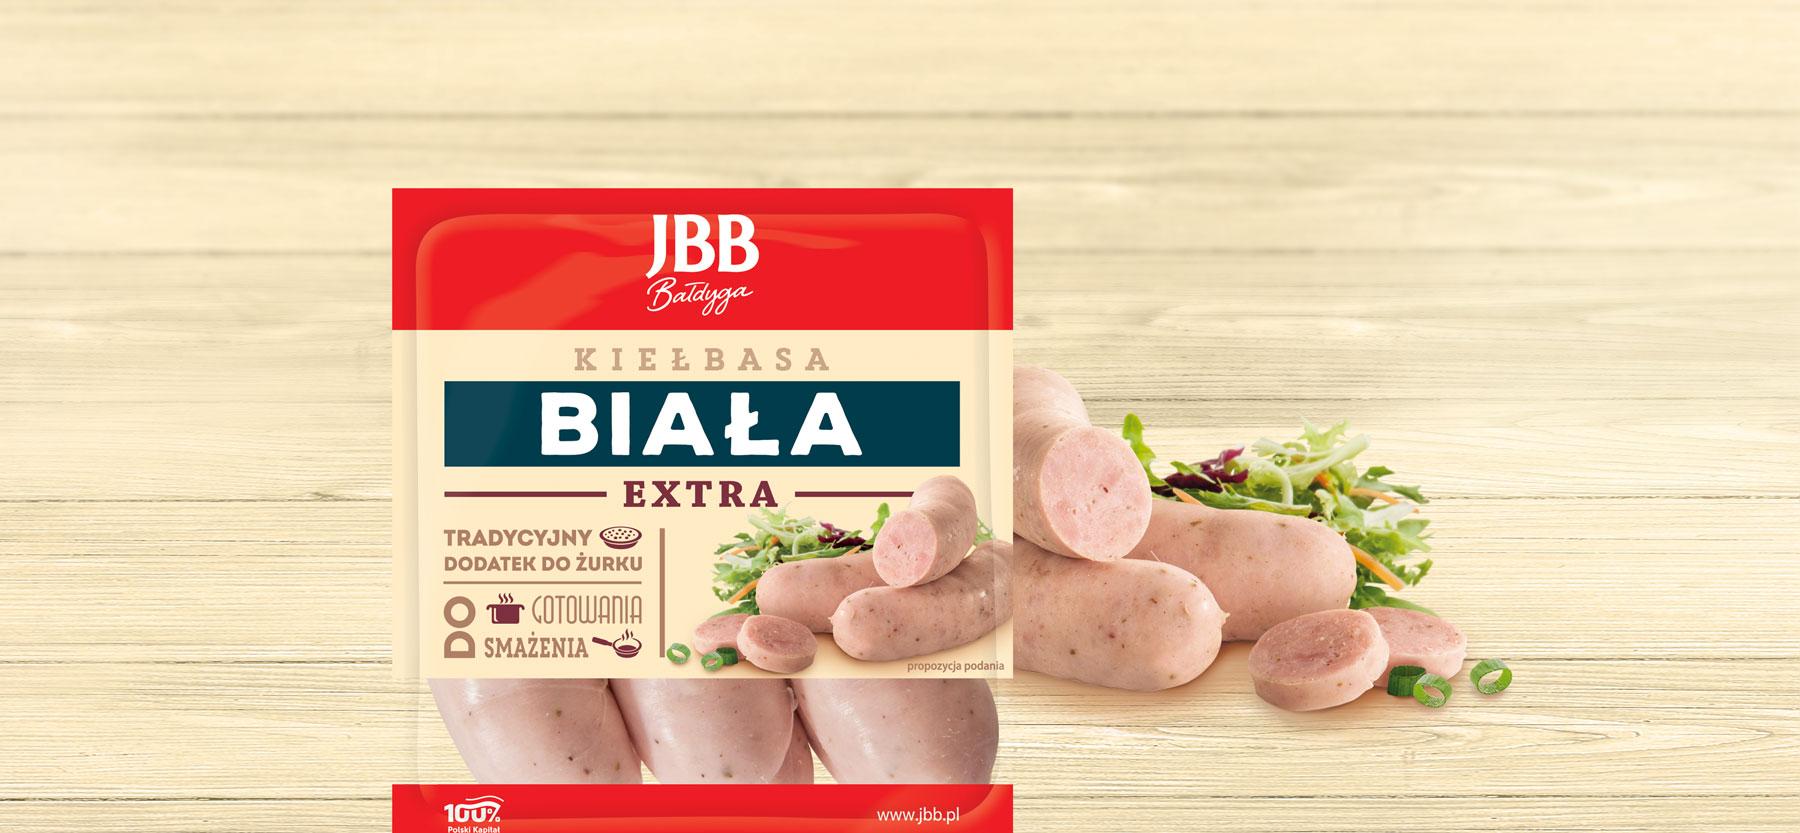 JBB
Bałdyga
KIEŁBASA
BIAŁA
EXTRA
TRADYCYJNY
DODATEK DO ŻURKU
DO GOTOWANIA
SMAŻENIA
propozycja podania
100%
Polski Kapitał
www.jbb.pl